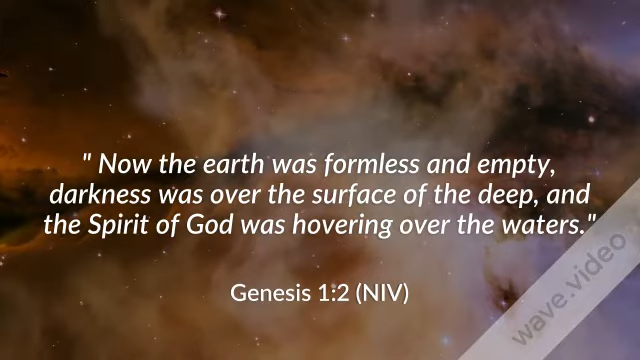 " Now the earth was formless and empty,
darkness was over the surface of the deep, and
the Spirit of God was hovering over the waters."
Genesis 1:2 (NIV)
wave.video